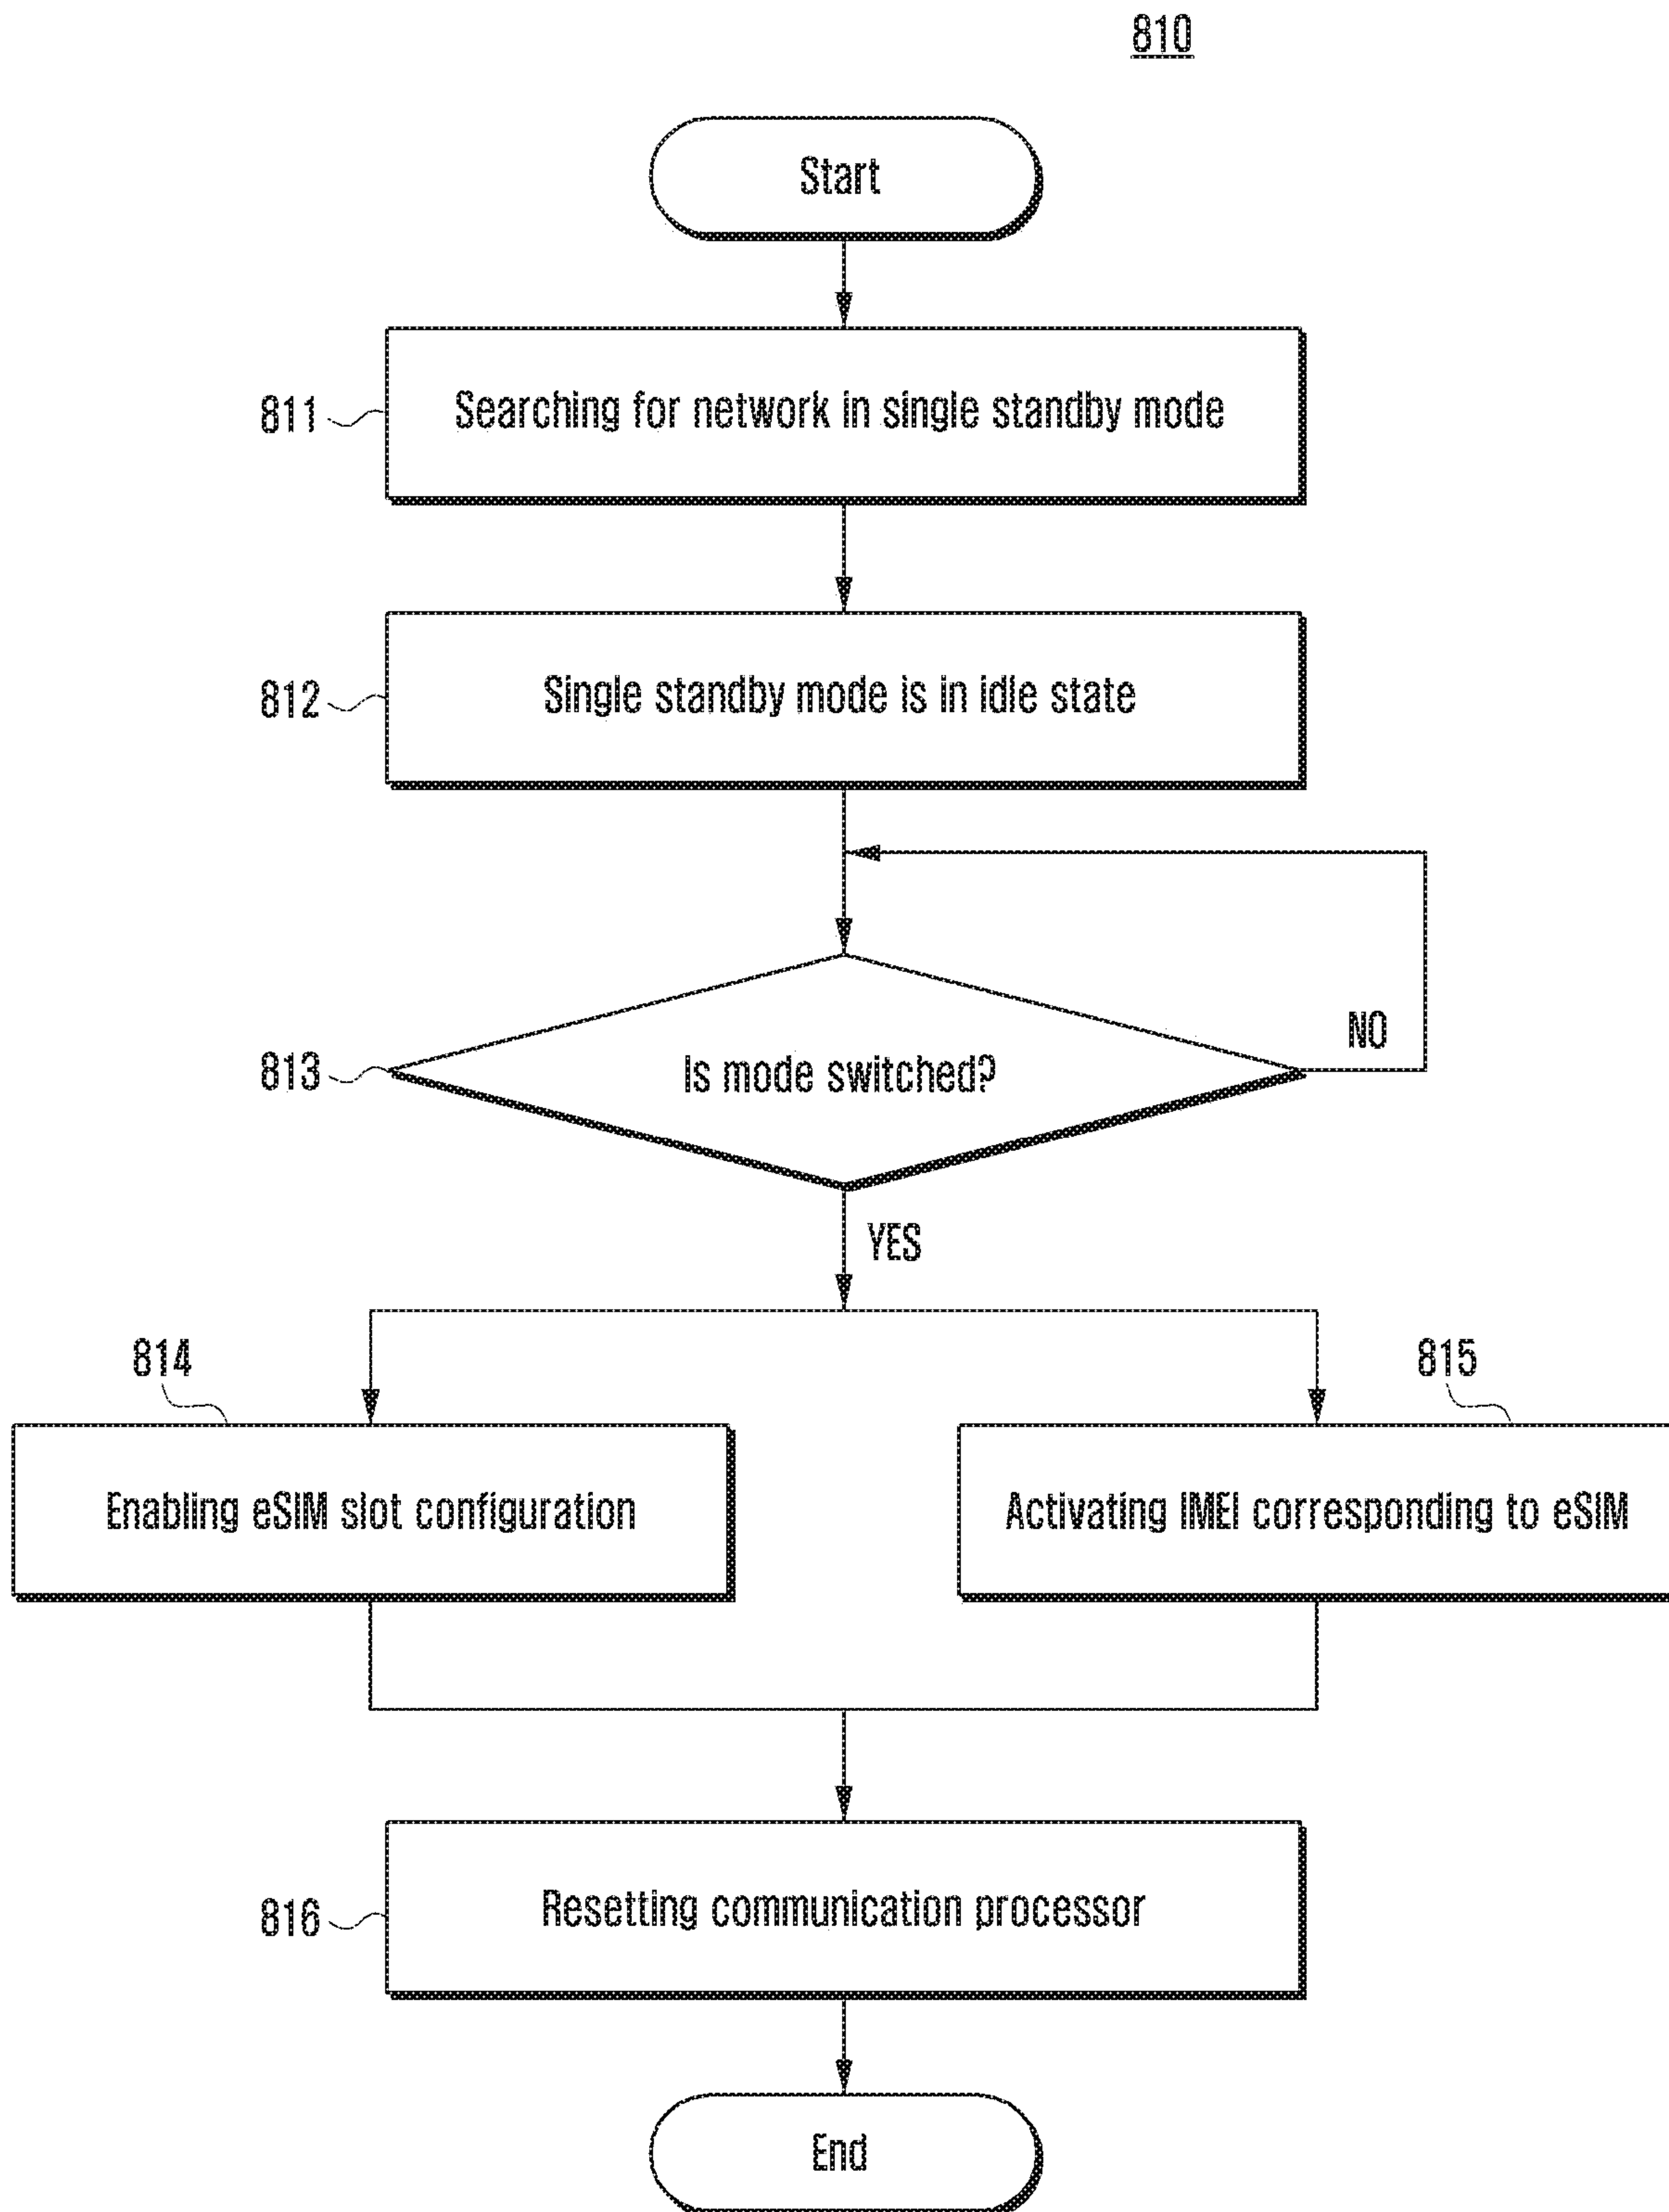 810
Start
811
Searching for network in single standby mode
812
Single standby mode is in idle state
813
Is mode switched?
NO
YES
814
815
Enabling eSIM slot configuration
Activating IMEI corresponding to eSIM
816
Resetting communication processor
End